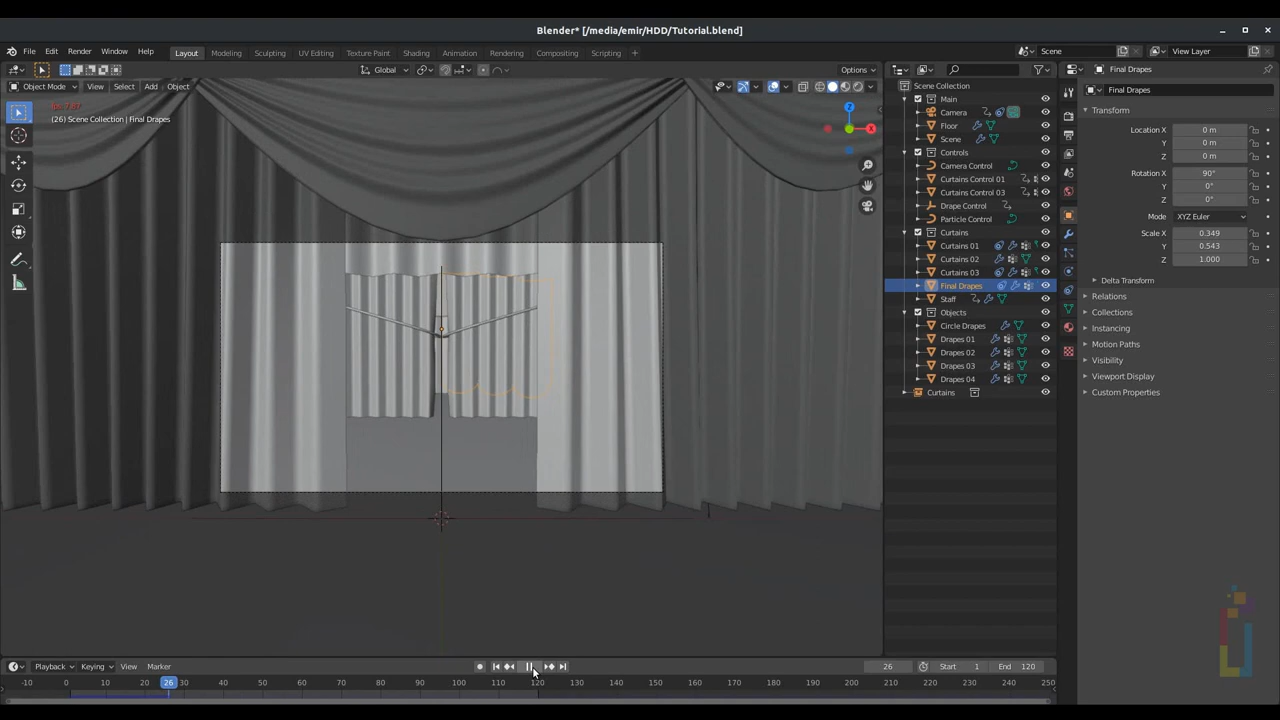 Blender* [/media/emir/HDD/Tutorial.blend]
File Edit Render Window Help
Layout Modeling Sculpting UV Editing Texture Paint Shading Animation Rendering Compositing Scripting +
Scene
View Layer
Global
Options
Object Mode View Select Add Object
fps: 7.87
(26) Scene Collection | Final Drapes
Z
X
Scene Collection
Main
Camera
Floor
Scene
Controls
Camera Control
Curtains Control 01
Curtains Control 03
Drape Control
Particle Control
Curtains
Curtains 01
Curtains 02
Curtains 03
Final Drapes
Staff
Objects
Circle Drapes
Drapes 01
Drapes 02
Drapes 03
Drapes 04
Curtains
Final Drapes
Final Drapes
Transform
Location X 0 m
Y 0 m
Z 0 m
Rotation X 90°
Y 0°
Z 0°
Mode XYZ Euler
Scale X 0.349
Y 0.543
Z 1.000
Delta Transform
Relations
Collections
Instancing
Motion Paths
Visibility
Viewport Display
Custom Properties
Playback Keying View Marker
26 Start 1 End 120
-10 0 10 20 26 40 50 60 70 80 90 100 110 120 130 140 150 160 170 180 190 200 210 220 230 240 250